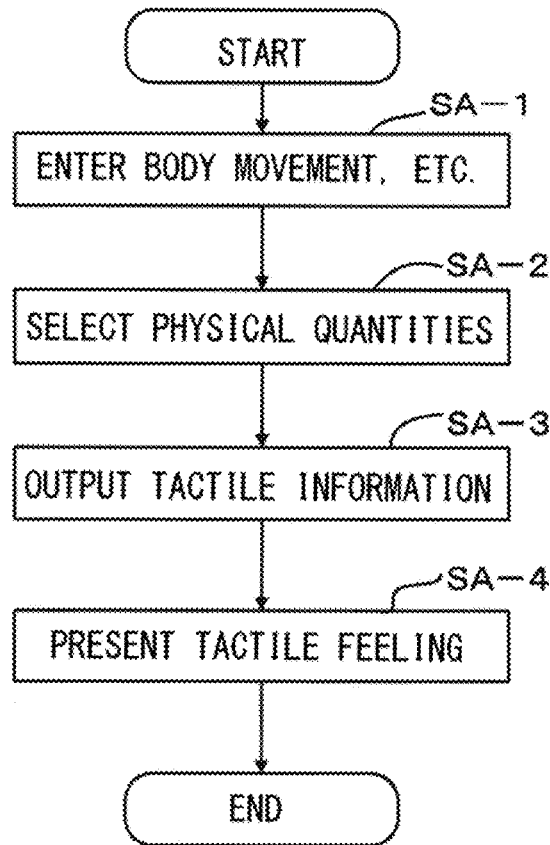 START
SA-1
ENTER BODY MOVEMENT, ETC.
SA-2
SELECT PHYSICAL QUANTITIES
SA-3
OUTPUT TACTILE INFORMATION
SA-4
PRESENT TACTILE FEELING
END